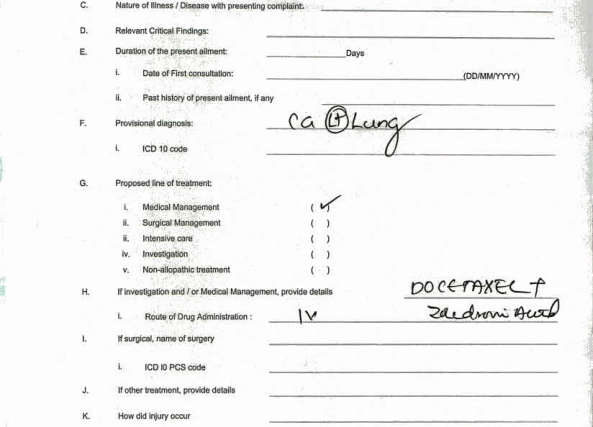 C. Nature of Illness / Disease with presenting complaint:
D. Relevant Critical Findings:
E. Duration of the present ailment: Days
i. Date of First consultation: (DD/MM/YYYY)
ii. Past history of present ailment, if any
F. Provisional diagnosis: Ca Lt Lung
i. ICD 10 code
G. Proposed line of treatment:
i. Medical Management ( ✓ )
ii. Surgical Management ( )
ii. Intensive care ( )
iv. Investigation ( )
v. Non-allopathic treatment ( )
H. If investigation and / or Medical Management, provide details DOCETAXEL +
i. Route of Drug Administration : IV
I. If surgical, name of surgery
i. ICD I0 PCS code
J. If other treatment, provide details
K. How did injury occur